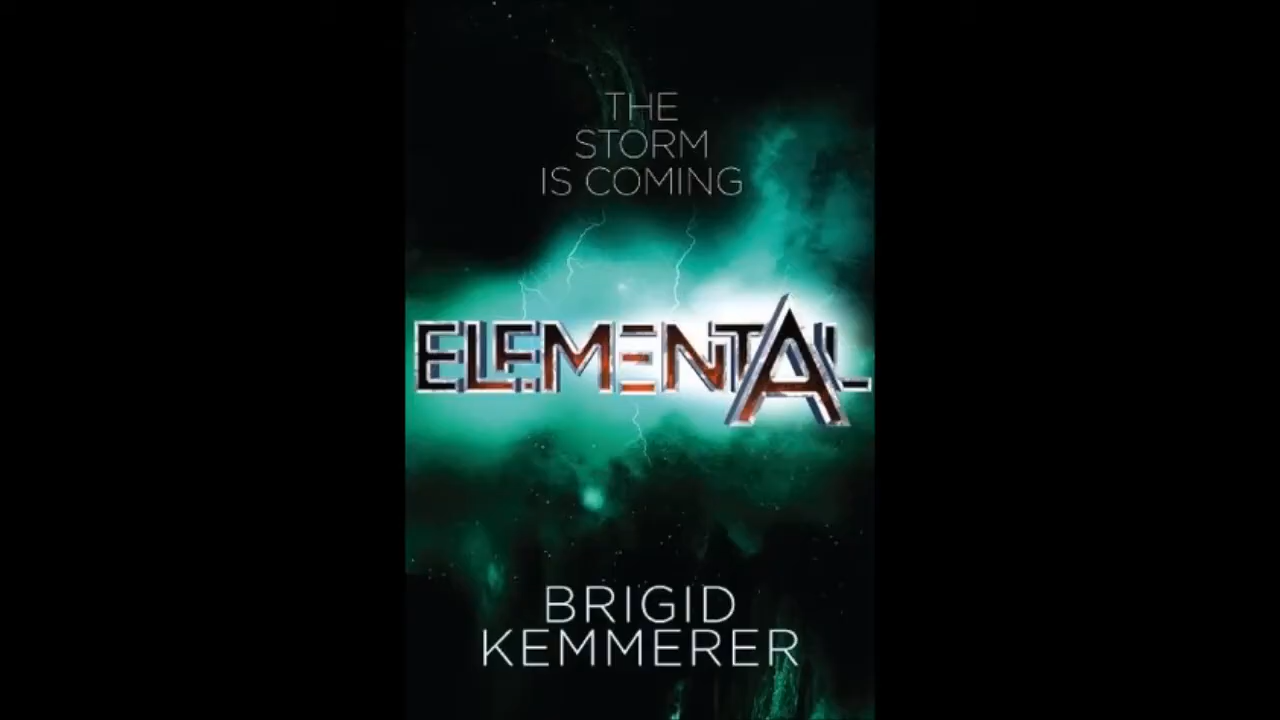 THE
STORM
IS COMING
ELEMENTAL
BRIGID
KEMMERER